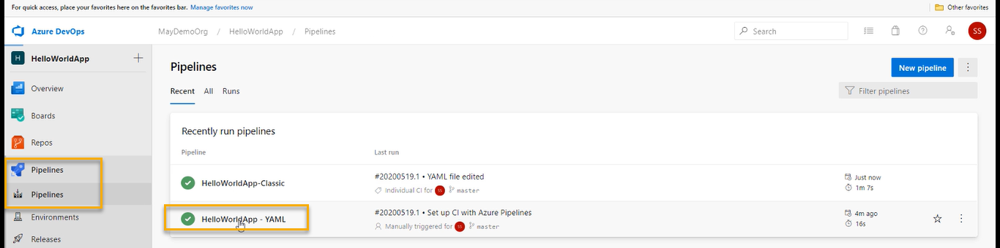 For quick access, place your favorites here on the favorites bar. Manage favorites now
Other favorites
Azure DevOps
MayDemoOrg / HelloWorldApp / Pipelines
Search
SS
H HelloWorldApp
Overview
Boards
Repos
Pipelines
Pipelines
Environments
Releases
Pipelines
New pipeline
Recent All Runs
Filter pipelines
Recently run pipelines
Pipeline Last run
HelloWorldApp-Classic
#20200519.1 • YAML file edited
Individual CI for SS master
Just now
1m 7s
HelloWorldApp - YAML
#20200519.1 • Set up CI with Azure Pipelines
Manually triggered for SS master
4m ago
16s